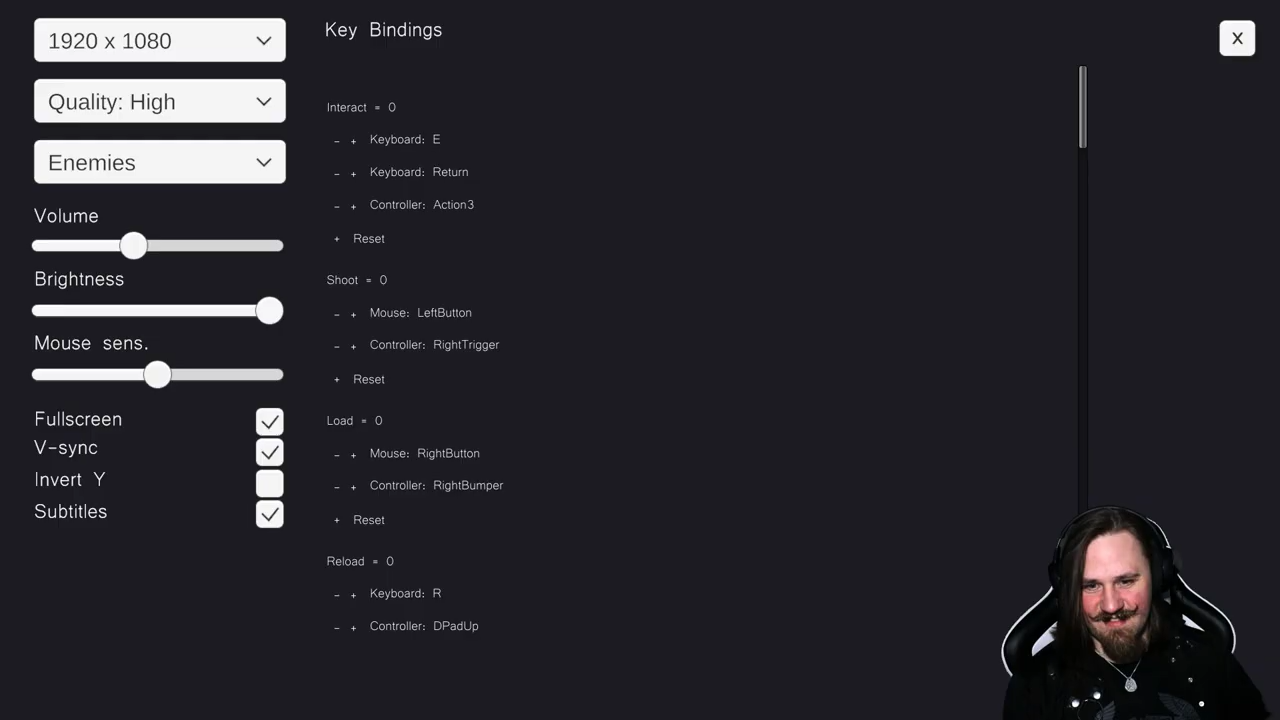 1920 x 1080
Quality: High
Enemies
Volume
Brightness
Mouse sens.
Fullscreen
V-sync
Invert Y
Subtitles
Key Bindings
X
Interact = 0
- + Keyboard: E
- + Keyboard: Return
- + Controller: Action3
+ Reset
Shoot = 0
- + Mouse: LeftButton
- + Controller: RightTrigger
+ Reset
Load = 0
- + Mouse: RightButton
- + Controller: RightBumper
+ Reset
Reload = 0
- + Keyboard: R
- + Controller: DPadUp